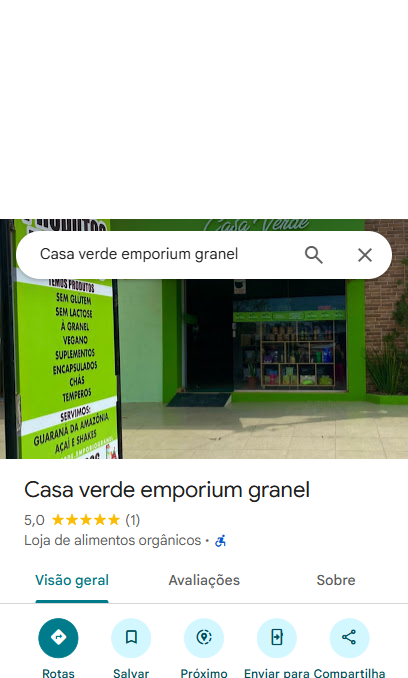 Casa Verde
Casa verde emporium granel
TEMOS PRODUTOS
SEM GLÚTEM
SEM LACTOSE
À GRANEL
VEGANO
SUPLEMENTOS
ENCAPSULADOS
CHÁS
TEMPEROS
SERVIMOS:
GUARANÁ DA AMAZÔNIA,
AÇAÍ E SHAKES
Casa verde emporium granel
5,0 (1)
Loja de alimentos orgânicos ·
Visão geral Avaliações Sobre
Rotas Salvar Próximo Enviar para Compartilhar